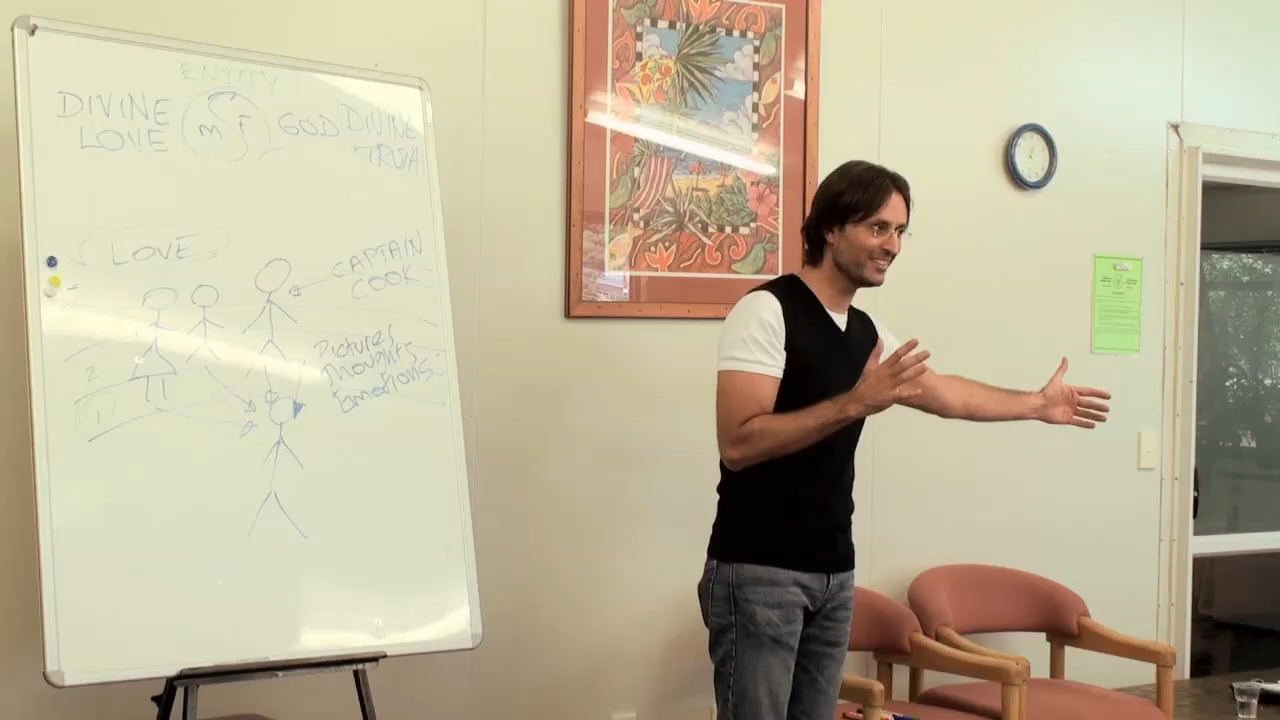 ENTITY
DIVINE LOVE
m F
GOD
DIVINE TRUTH
LOVE
CAPTAIN COOK
Pictures
Thoughts
Emotions
2
1